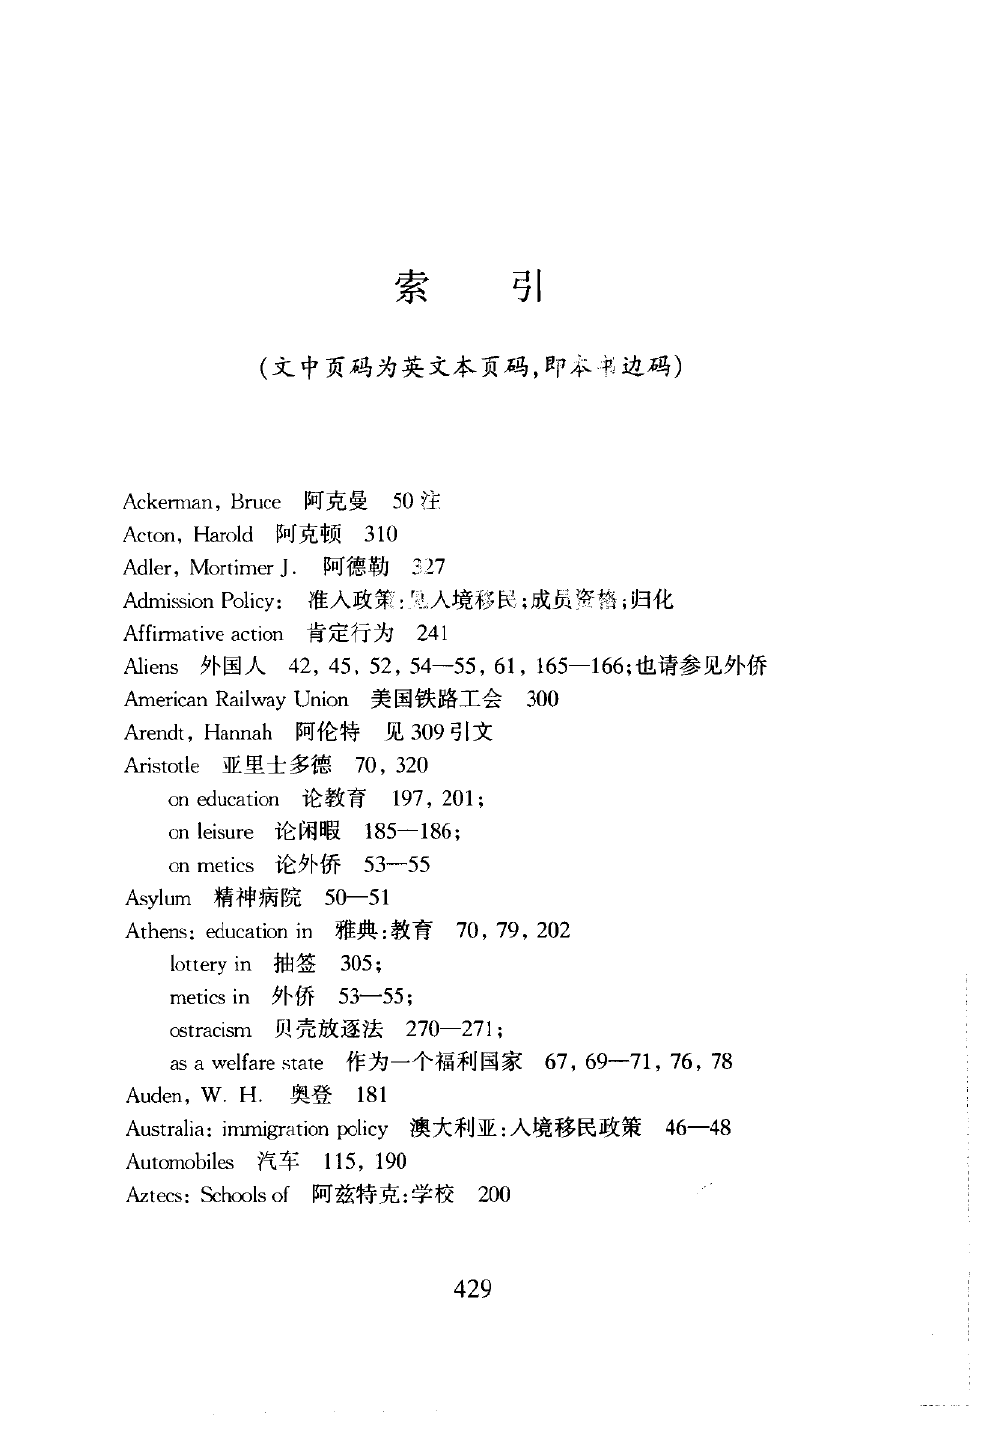 索 引
(文中页码为英文本页码,即本书边码)
Ackerman, Bruce 阿克曼 50 注
Acton, Harold 阿克顿 310
Adler, Mortimer J. 阿德勒 327
Admission Policy: 准入政策:见入境移民;成员资格;归化
Affirmative action 肯定行为 241
Aliens 外国人 42, 45, 52, 54—55, 61, 165—166;也请参见外侨
American Railway Union 美国铁路工会 300
Arendt, Hannah 阿伦特 见 309 引文
Aristotle 亚里士多德 70, 320
on education 论教育 197, 201;
on leisure 论闲暇 185—186;
on metics 论外侨 53—55
Asylum 精神病院 50—51
Athens: education in 雅典:教育 70, 79, 202
lottery in 抽签 305;
metics in 外侨 53—55;
ostracism 贝壳放逐法 270—271;
as a welfare state 作为一个福利国家 67, 69—71, 76, 78
Auden, W. H. 奥登 181
Australia: immigration policy 澳大利亚:入境移民政策 46—48
Automobiles 汽车 115, 190
Aztecs: Schools of 阿兹特克:学校 200
429